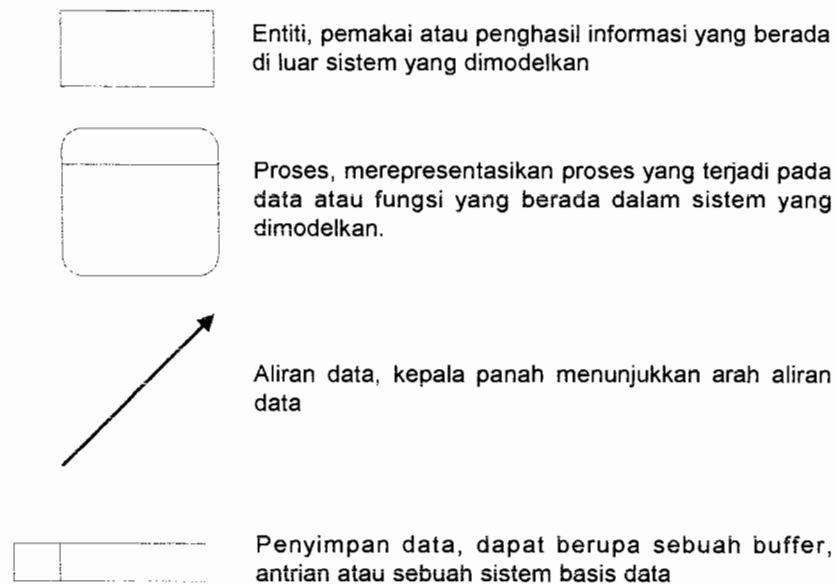 Entiti, pemakai atau penghasil informasi yang berada
di luar sistem yang dimodelkan
Proses, merepresentasikan proses yang terjadi pada
data atau fungsi yang berada dalam sistem yang
dimodelkan.
Aliran data, kepala panah menunjukkan arah aliran
data
Penyimpan data, dapat berupa sebuah buffer,
antrian atau sebuah sistem basis data